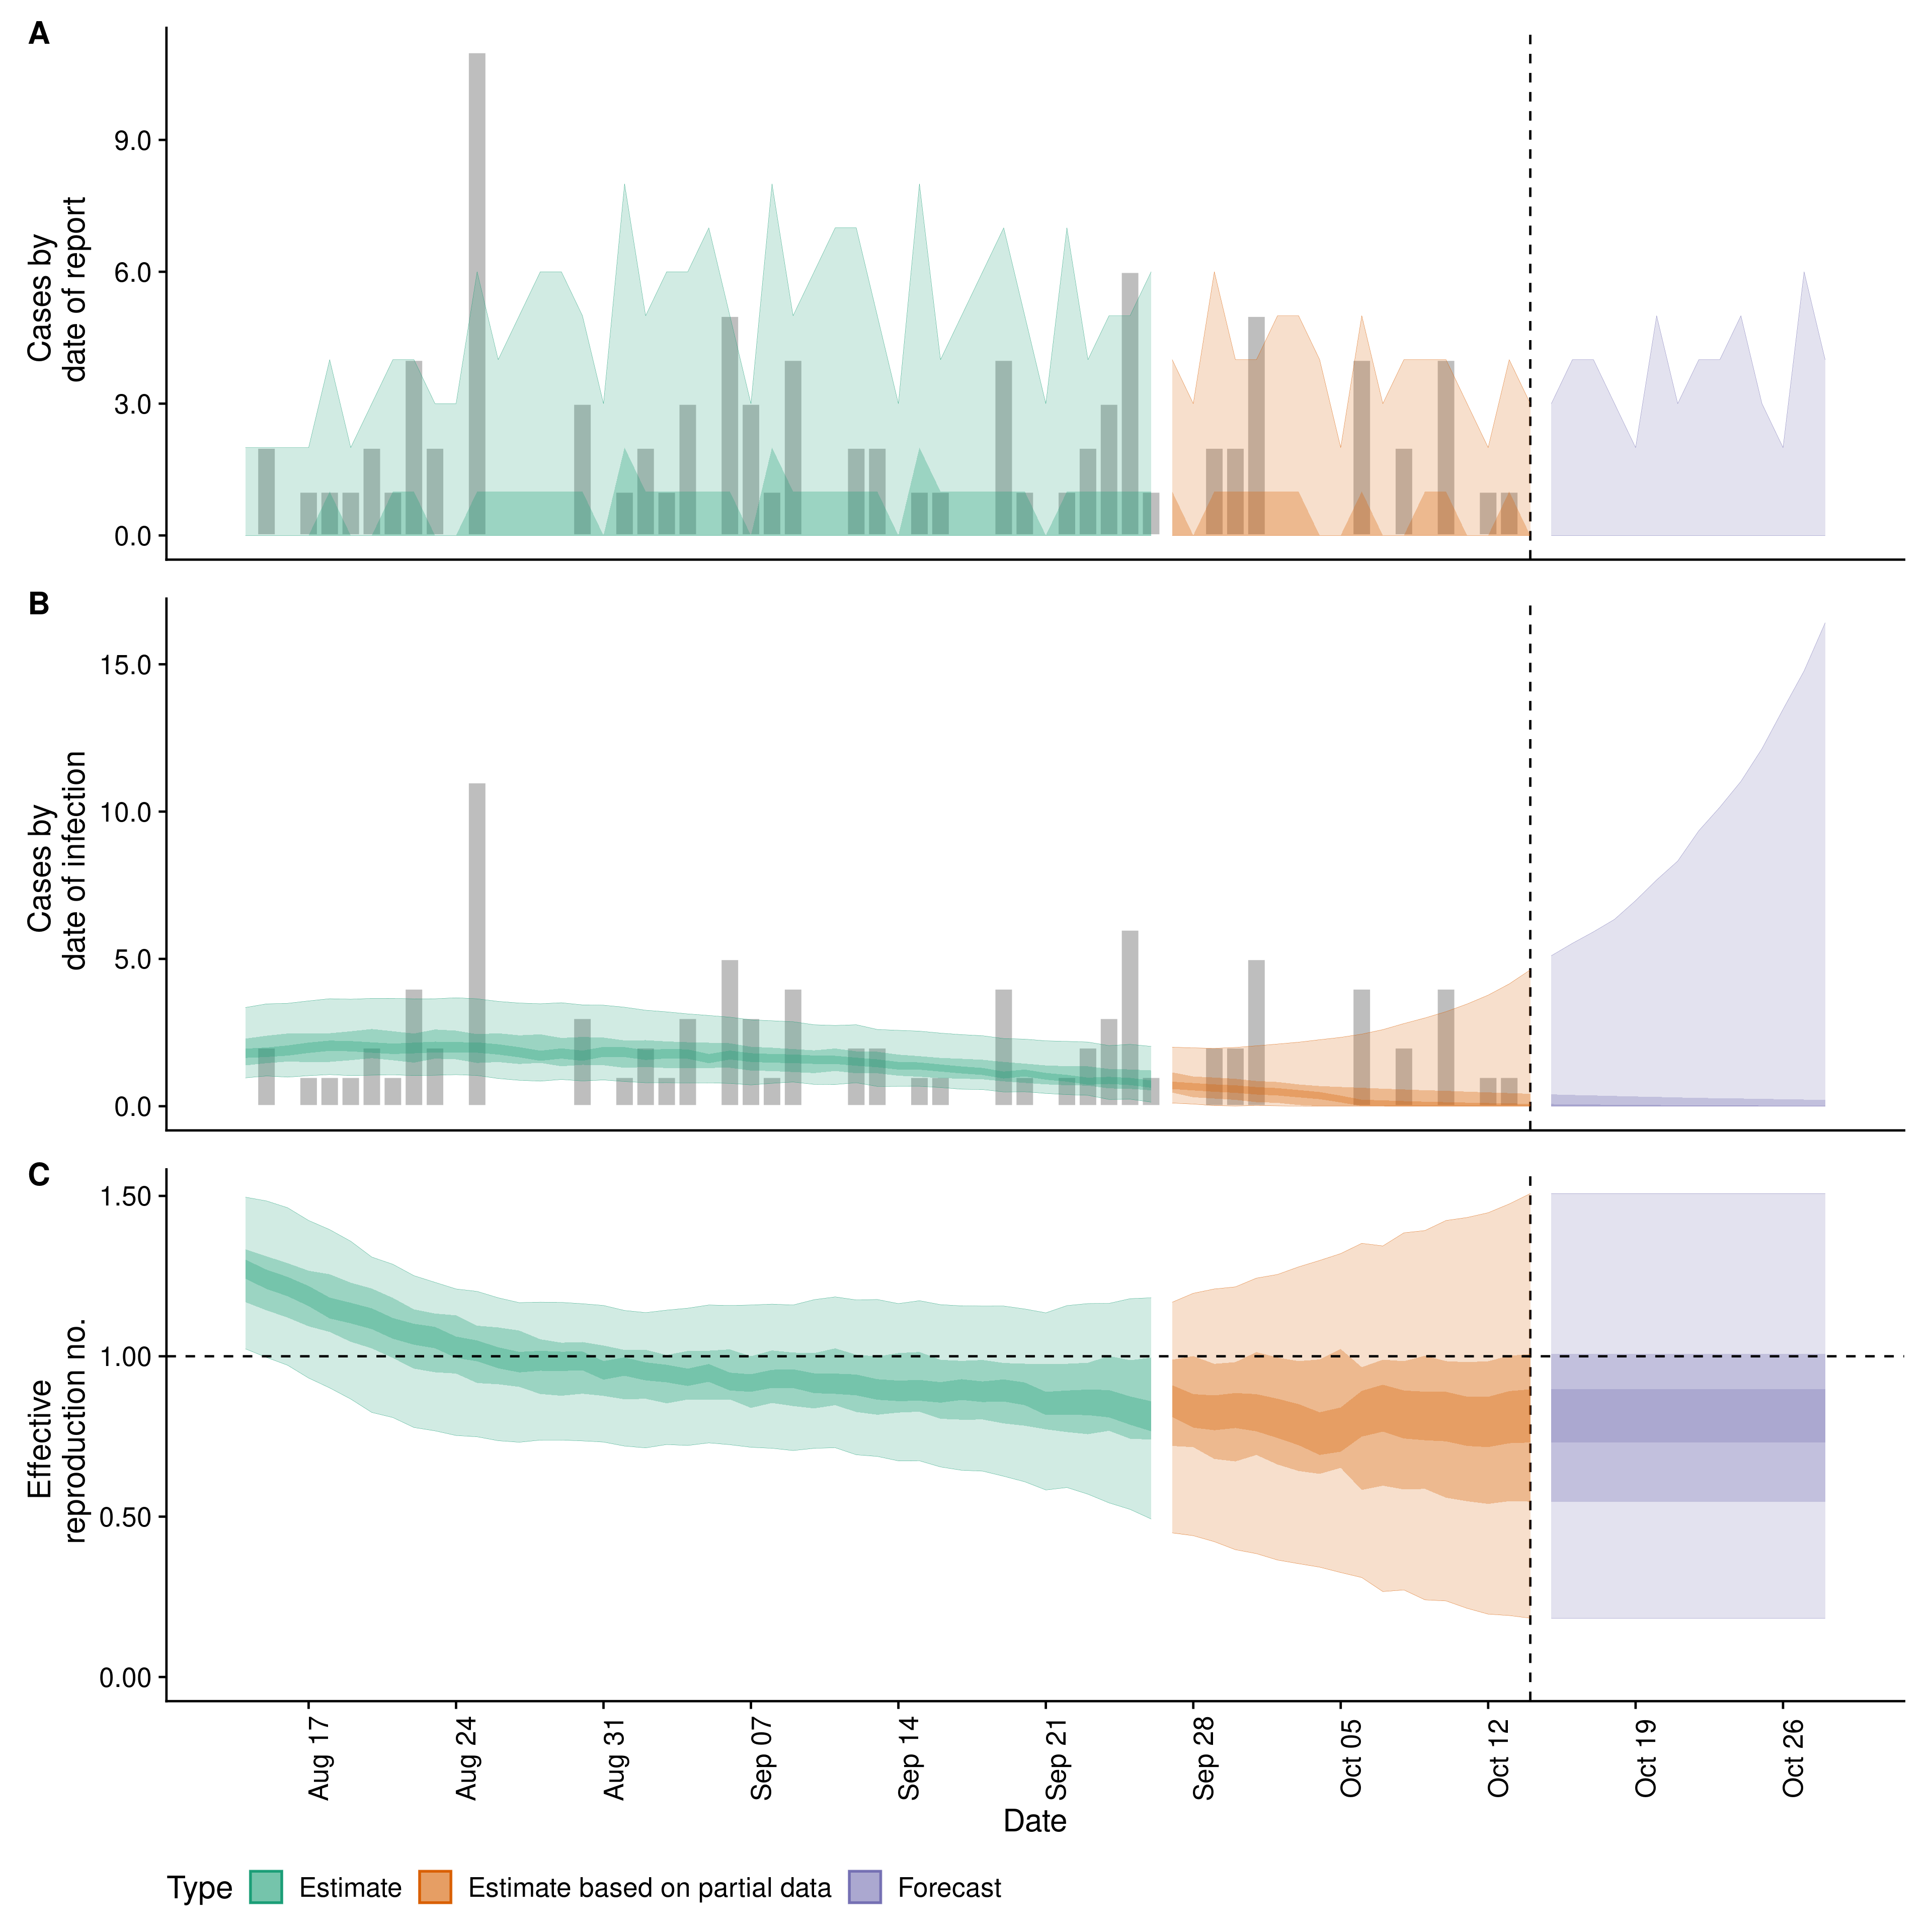 A
Cases by
date of report
9.0
6.0
3.0
0.0
B
Cases by
date of infection
15.0
10.0
5.0
0.0
C
Effective
reproduction no.
1.50
1.00
0.50
0.00
Aug 17
Aug 24
Aug 31
Sep 07
Sep 14
Sep 21
Sep 28
Oct 05
Oct 12
Oct 19
Oct 26
Date
Type Estimate Estimate based on partial data Forecast